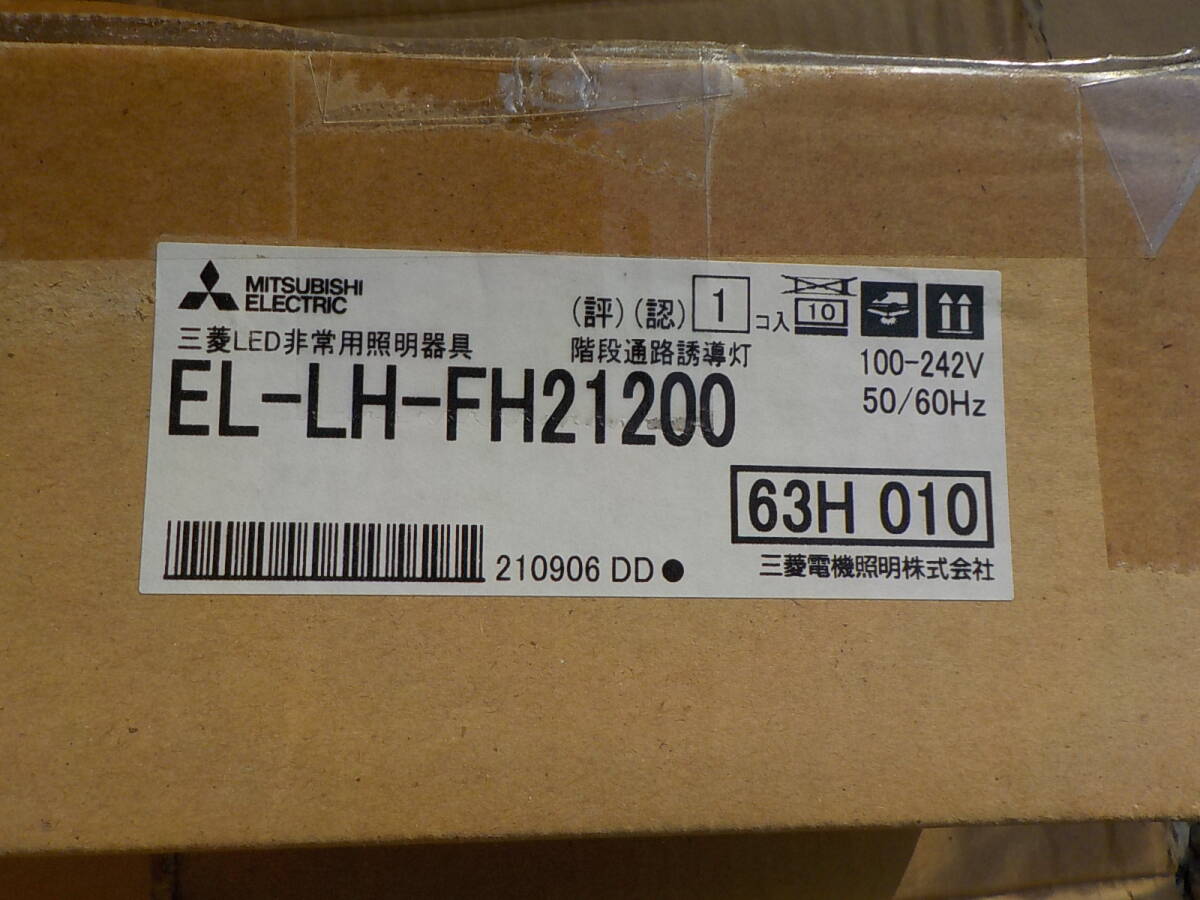 MITSUBISHI
ELECTRIC
(評)(認) 1 コ入 10
三菱LED非常用照明器具
階段通路誘導灯
EL-LH-FH21200
100-242V
50/60Hz
63H 010
210906 DD●
三菱電機照明株式会社